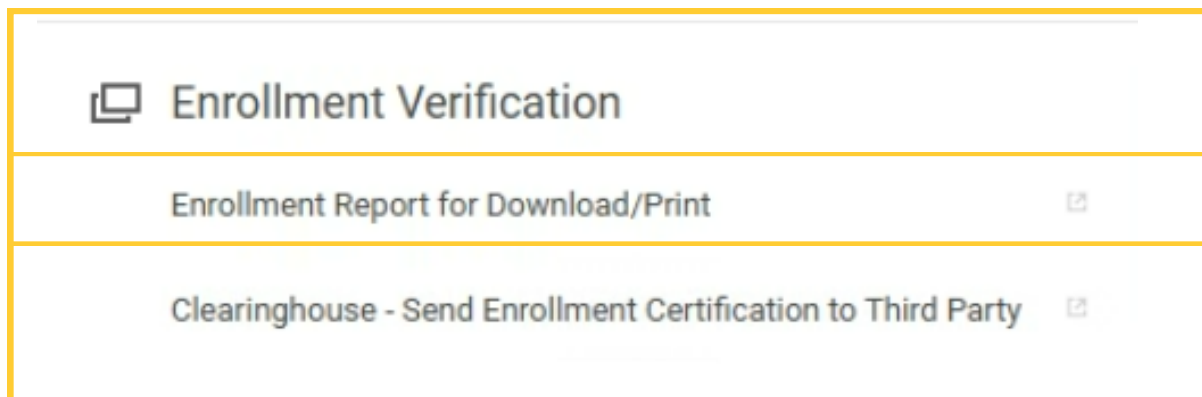 Enrollment Verification
Enrollment Report for Download/Print
Clearinghouse - Send Enrollment Certification to Third Party